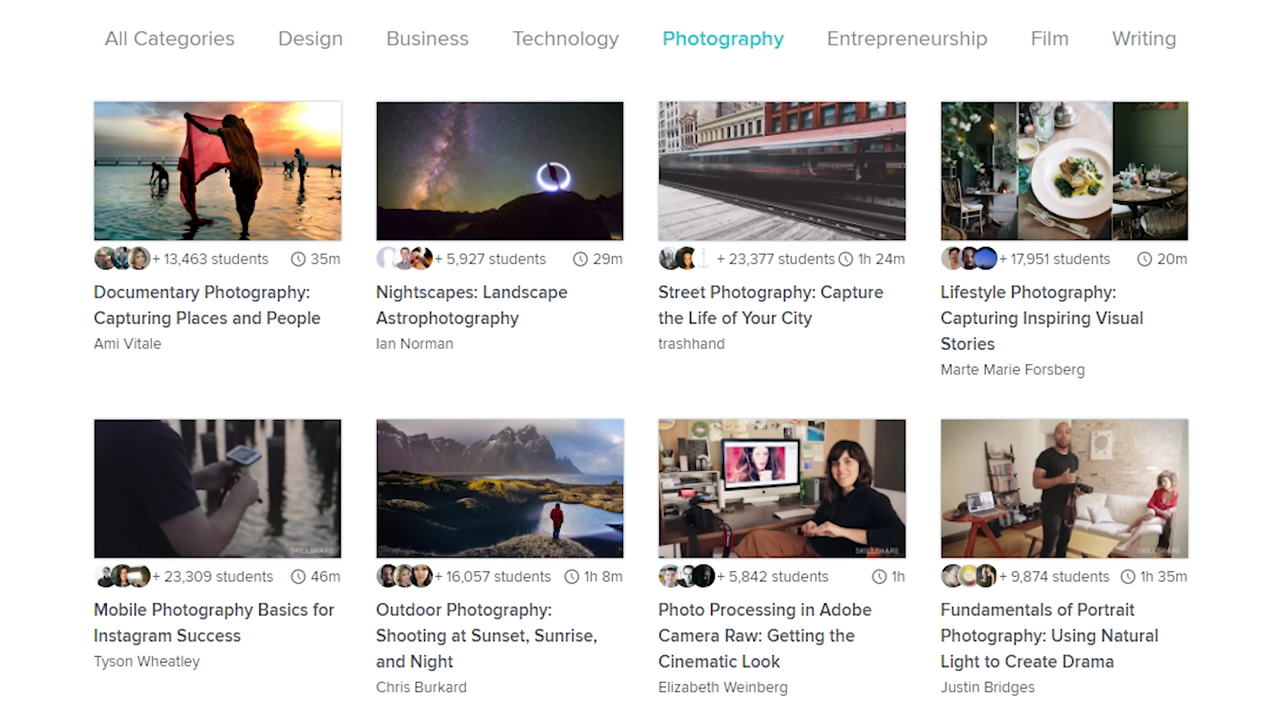 All Categories Design Business Technology Photography Entrepreneurship Film Writing
+ 13,463 students 35m
Documentary Photography:
Capturing Places and People
Ami Vitale
+ 5,927 students 29m
Nightscapes: Landscape
Astrophotography
Ian Norman
+ 23,377 students 1h 24m
Street Photography: Capture
the Life of Your City
trashhand
+ 17,951 students 20m
Lifestyle Photography:
Capturing Inspiring Visual
Stories
Marte Marie Forsberg
SKILLSHARE
+ 23,309 students 46m
Mobile Photography Basics for
Instagram Success
Tyson Wheatley
+ 16,057 students 1h 8m
Outdoor Photography:
Shooting at Sunset, Sunrise,
and Night
Chris Burkard
SKILLSHARE
+ 5,842 students 1h
Photo Processing in Adobe
Camera Raw: Getting the
Cinematic Look
Elizabeth Weinberg
SKILLSHARE
+ 9,874 students 1h 35m
Fundamentals of Portrait
Photography: Using Natural
Light to Create Drama
Justin Bridges